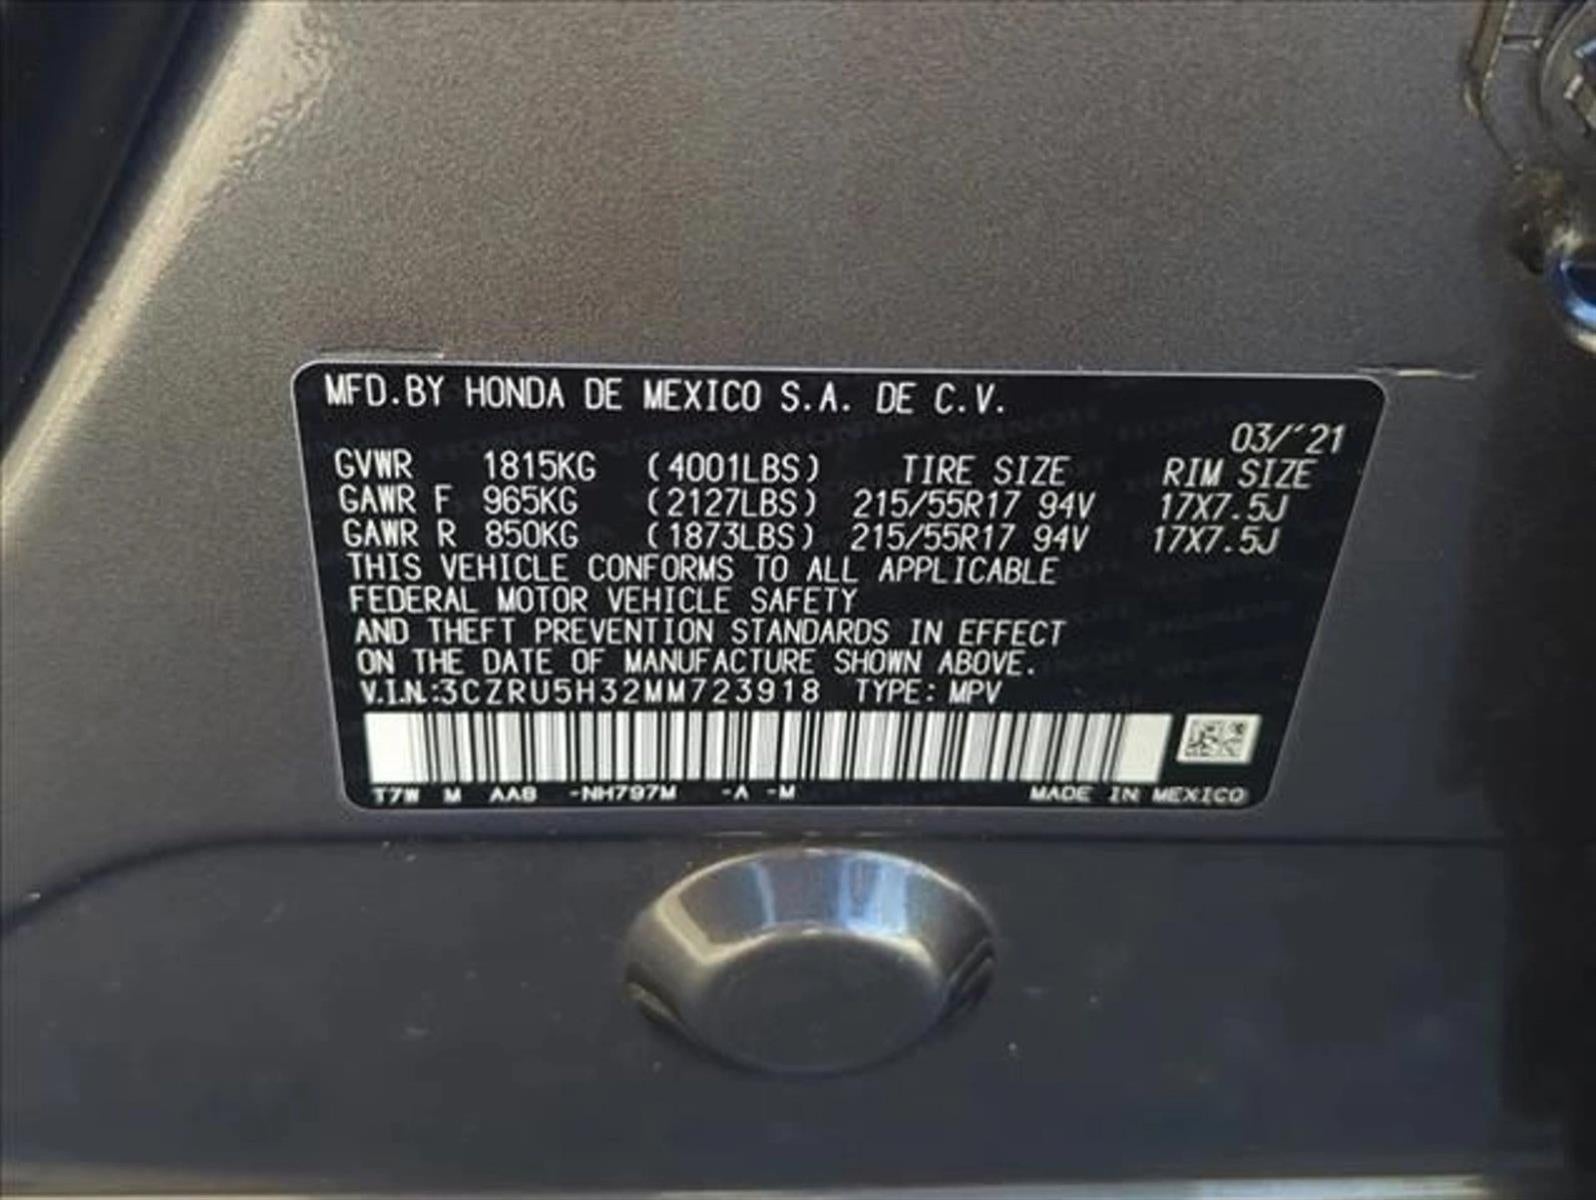 MFD.BY HONDA DE MEXICO S.A. DE C.V.
03/'21
GVWR 1815KG (4001LBS) TIRE SIZE RIM SIZE
GAWR F 965KG (2127LBS) 215/55R17 94V 17X7.5J
GAWR R 850KG (1873LBS) 215/55R17 94V 17X7.5J
THIS VEHICLE CONFORMS TO ALL APPLICABLE
FEDERAL MOTOR VEHICLE SAFETY
AND THEFT PREVENTION STANDARDS IN EFFECT
ON THE DATE OF MANUFACTURE SHOWN ABOVE.
V.I.N.:3CZRU5H32MM723918 TYPE: MPV
T7W M AA8 -NH797M -A -M MADE IN MEXICO